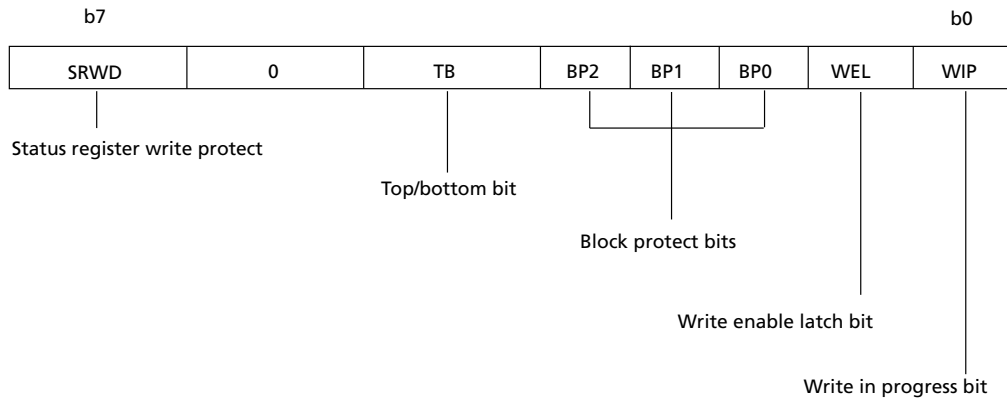 b7 b0
SRWD 0 TB BP2 BP1 BP0 WEL WIP
Status register write protect
Top/bottom bit
Block protect bits
Write enable latch bit
Write in progress bit